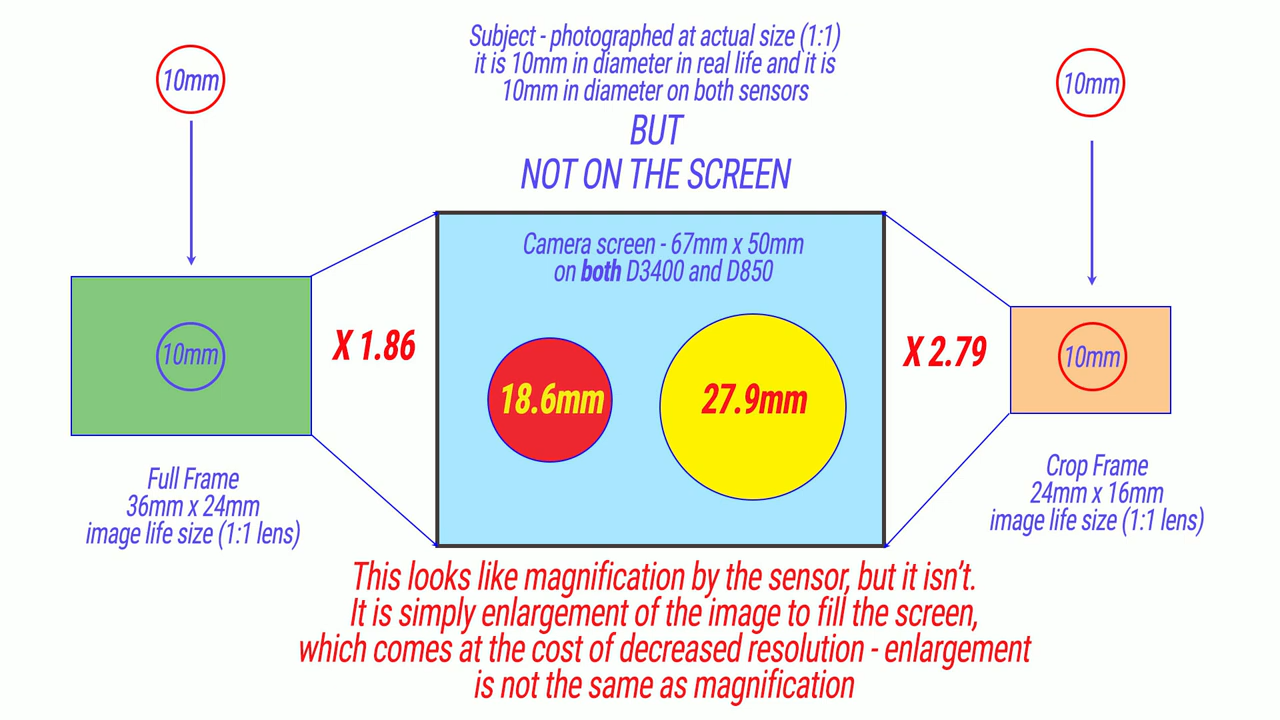 Subject - photographed at actual size (1:1)
it is 10mm in diameter in real life and it is
10mm in diameter on both sensors
BUT
NOT ON THE SCREEN
10mm
10mm
Camera screen - 67mm x 50mm
on both D3400 and D850
X 1.86
X 2.79
10mm
18.6mm
27.9mm
10mm
Full Frame
36mm x 24mm
image life size (1:1 lens)
Crop Frame
24mm x 16mm
image life size (1:1 lens)
This looks like magnification by the sensor, but it isn't.
It is simply enlargement of the image to fill the screen,
which comes at the cost of decreased resolution - enlargement
is not the same as magnification